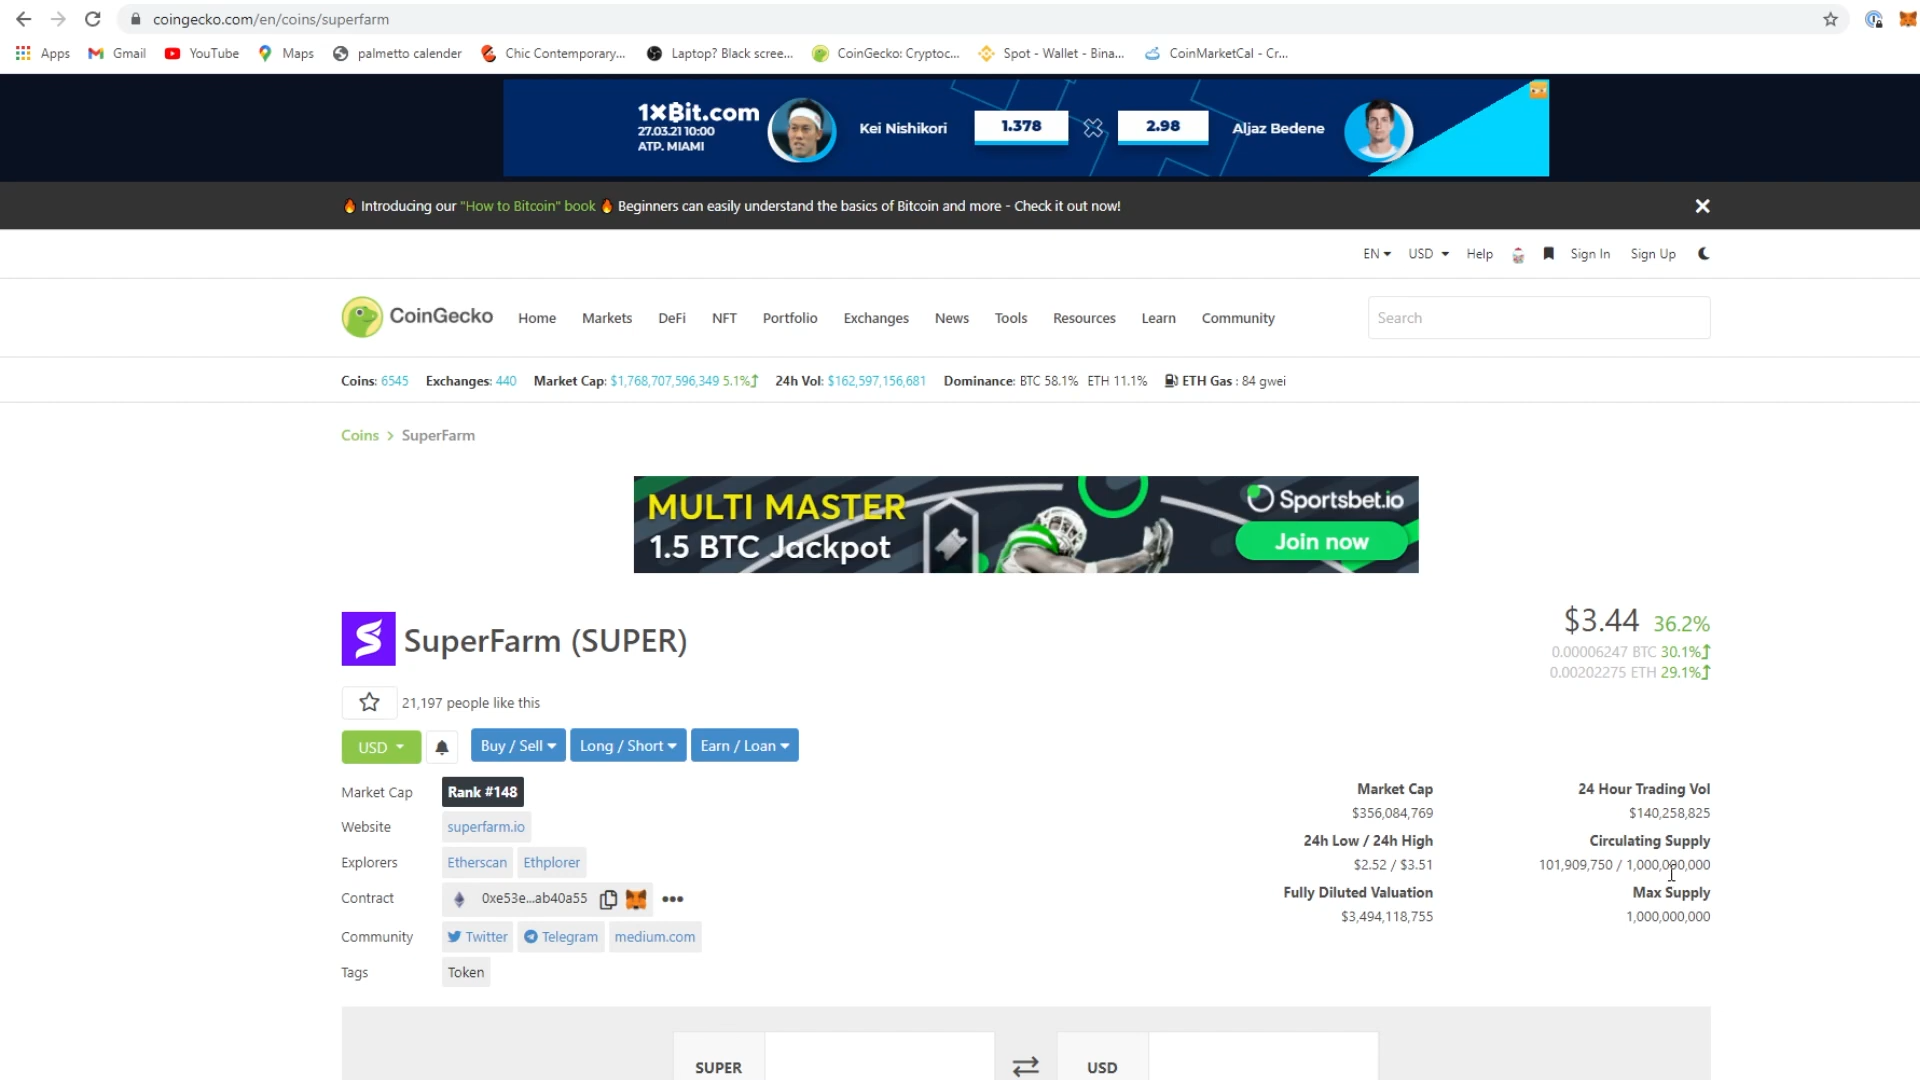 coingecko.com/en/coins/superfarm
Apps Gmail YouTube Maps palmetto calender Chic Contemporary... Laptop? Black scree... CoinGecko: Cryptoc... Spot - Wallet - Bina... CoinMarketCal - Cr...
1XBit.com
27.03.21 10:00
ATP. MIAMI
Kei Nishikori 1.378 2.98 Aljaz Bedene
Introducing our "How to Bitcoin" book Beginners can easily understand the basics of Bitcoin and more - Check it out now!
EN USD Help Sign In Sign Up
CoinGecko Home Markets DeFi NFT Portfolio Exchanges News Tools Resources Learn Community Search
Coins: 6545 Exchanges: 440 Market Cap: $1,768,707,596,349 5.1% 24h Vol: $162,597,156,681 Dominance: BTC 58.1% ETH 11.1% ETH Gas : 84 gwei
Coins > SuperFarm
MULTI MASTER
1.5 BTC Jackpot
Sportsbet.io
Join now
SuperFarm (SUPER)
$3.44 36.2%
0.00006247 BTC 30.1%
0.00202275 ETH 29.1%
21,197 people like this
USD Buy / Sell Long / Short Earn / Loan
Market Cap Rank #148
Website superfarm.io
Explorers Etherscan Ethplorer
Contract 0xe53e...ab40a55
Community Twitter Telegram medium.com
Tags Token
Market Cap 24 Hour Trading Vol
$356,084,769 $140,258,825
24h Low / 24h High Circulating Supply
$2.52 / $3.51 101,909,750 / 1,000,000,000
Fully Diluted Valuation Max Supply
$3,494,118,755 1,000,000,000
SUPER USD